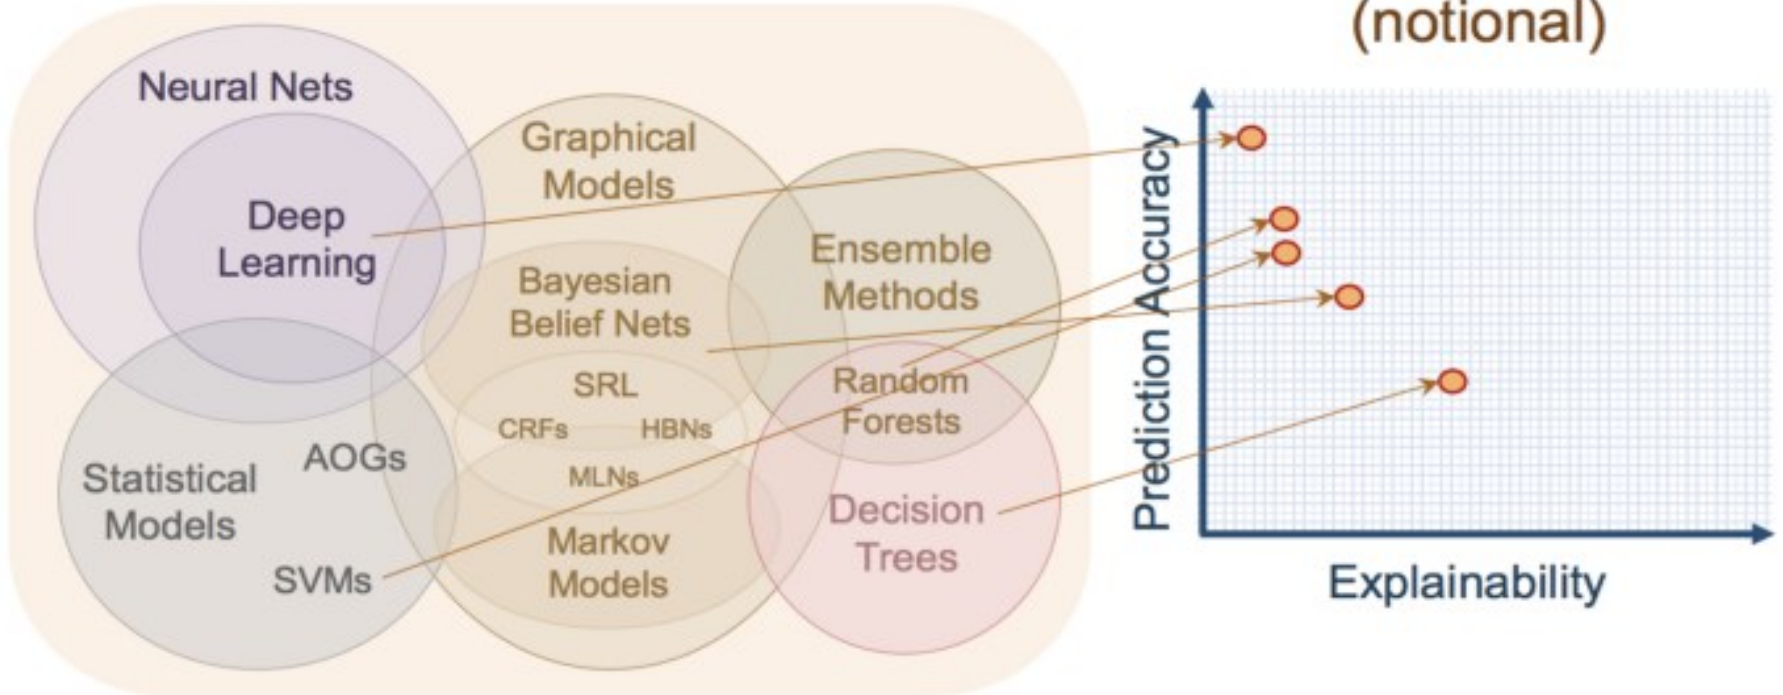 (notional)
Neural Nets
Deep
Learning
Graphical
Models
Bayesian
Belief Nets
SRL
CRFs
HBNs
MLNs
Markov
Models
Ensemble
Methods
Random
Forests
Decision
Trees
AOGs
Statistical
Models
SVMs
Prediction Accuracy
Explainability